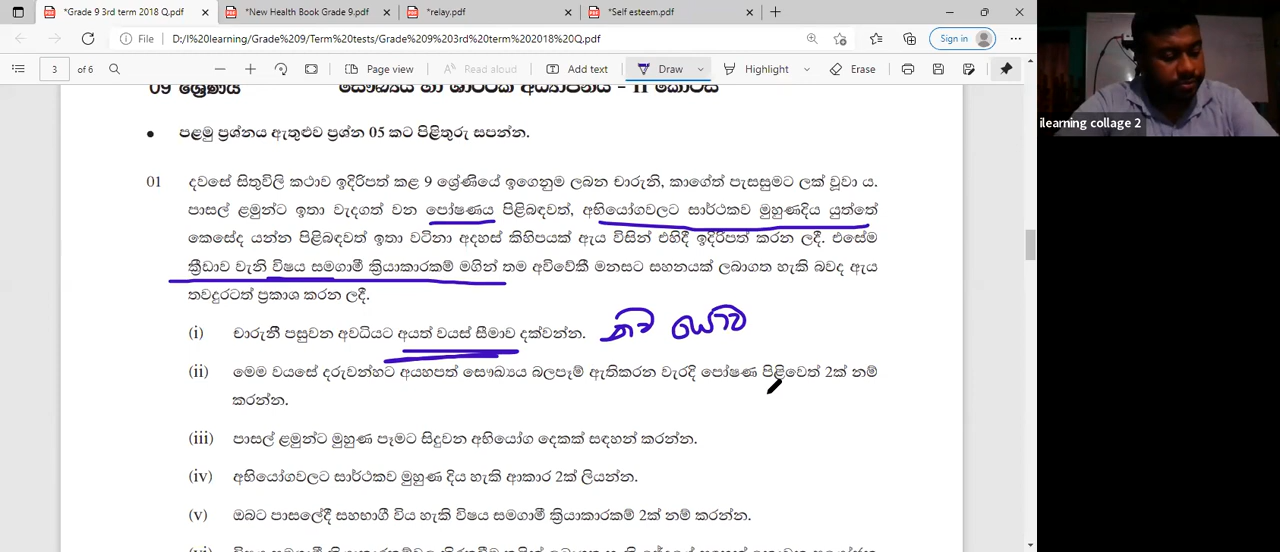 *Grade 9 3rd term 2018 Q.pdf
*New Health Book Grade 9.pdf
*relay.pdf
*Self esteem.pdf
File D:/I%20learning/Grade%209/Term%20tests/Grade%209%203rd%20term%202018%20Q.pdf
Sign in
3 of 6
Page view
Read aloud
Add text
Draw
Highlight
Erase
09 ශ්‍රේණිය සෞඛ්‍යය හා ශාරීරික අධ්‍යාපනය - II කොටස
• පළමු ප්‍රශ්නය ඇතුළුව ප්‍රශ්න 05 කට පිළිතුරු සපන්න.
01 දවසේ සිතුවිලි කථාව ඉදිරිපත් කළ 9 ශ්‍රේණියේ ඉගෙනුම ලබන චාරුනි, කාගේත් පැසසුමට ලක් වූවා ය.
පාසල් ළමුන්ට ඉතා වැදගත් වන පෝෂණය පිළිබඳවත්, අභියෝගවලට සාර්ථකව මුහුණදිය යුත්තේ
කෙසේද යන්න පිළිබඳවත් ඉතා වටිනා අදහස් කිහිපයක් ඇය විසින් එහිදී ඉදිරිපත් කරන ලදී. එසේම
ක්‍රීඩාව වැනි විෂය සමගාමී ක්‍රියාකාරකම් මගින් තම අවිවේකී මනසට සහනයක් ලබාගත හැකි බවද ඇය
තවදුරටත් ප්‍රකාශ කරන ලදී.
(i) චාරුනී පසුවන අවධියට අයත් වයස් සීමාව දක්වන්න. නව යොව
(ii) මෙම වයසේ දරුවන්හට අයහපත් සෞඛ්‍යය බලපෑම් ඇතිකරන වැරදි පෝෂණ පිළිවෙත් 2ක් නම්
කරන්න.
(iii) පාසල් ළමුන්ට මුහුණ පෑමට සිදුවන අභියෝග දෙකක් සඳහන් කරන්න.
(iv) අභියෝගවලට සාර්ථකව මුහුණ දිය හැකි ආකාර 2ක් ලියන්න.
(v) ඔබට පාසලේදී සහභාගී විය හැකි විෂය සමගාමී ක්‍රියාකාරකම් 2ක් නම් කරන්න.
ilearning collage 2